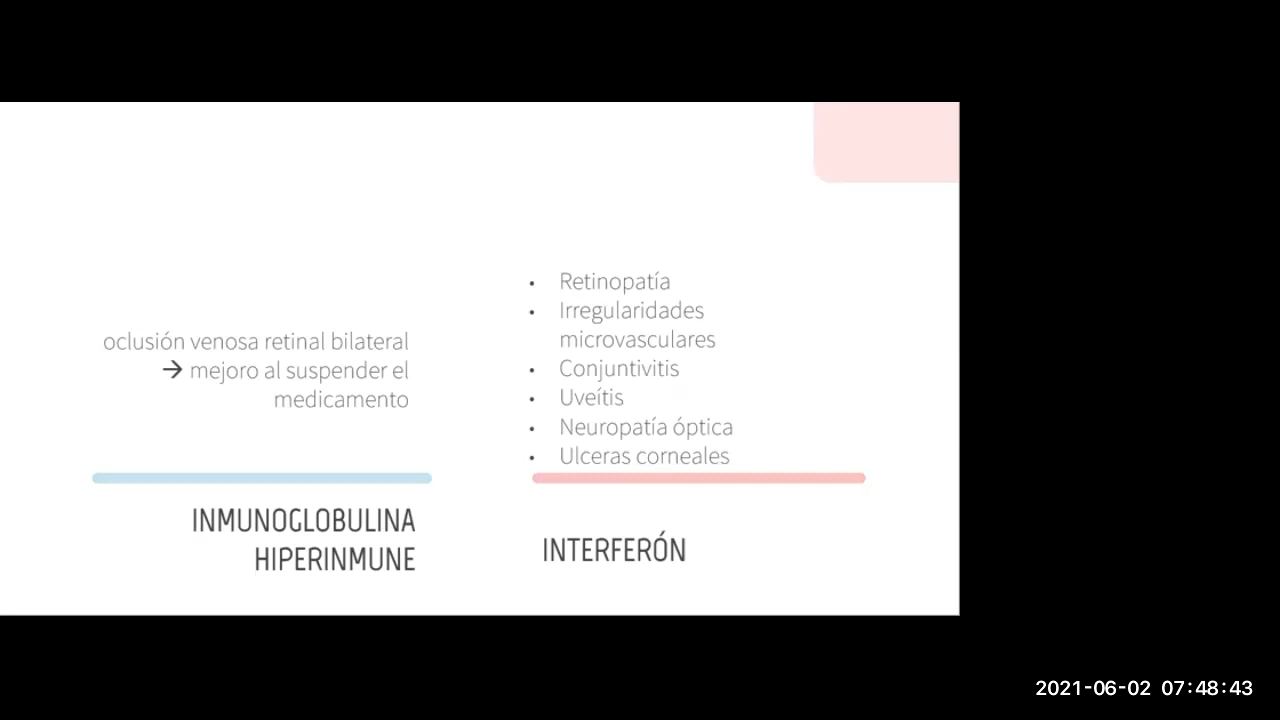 oclusión venosa retinal bilateral
→ mejoro al suspender el
medicamento
INMUNOGLOBULINA
HIPERINMUNE
• Retinopatía
• Irregularidades
microvasculares
• Conjuntivitis
• Uveítis
• Neuropatía óptica
• Ulceras corneales
INTERFERÓN
2021-06-02 07:48:43